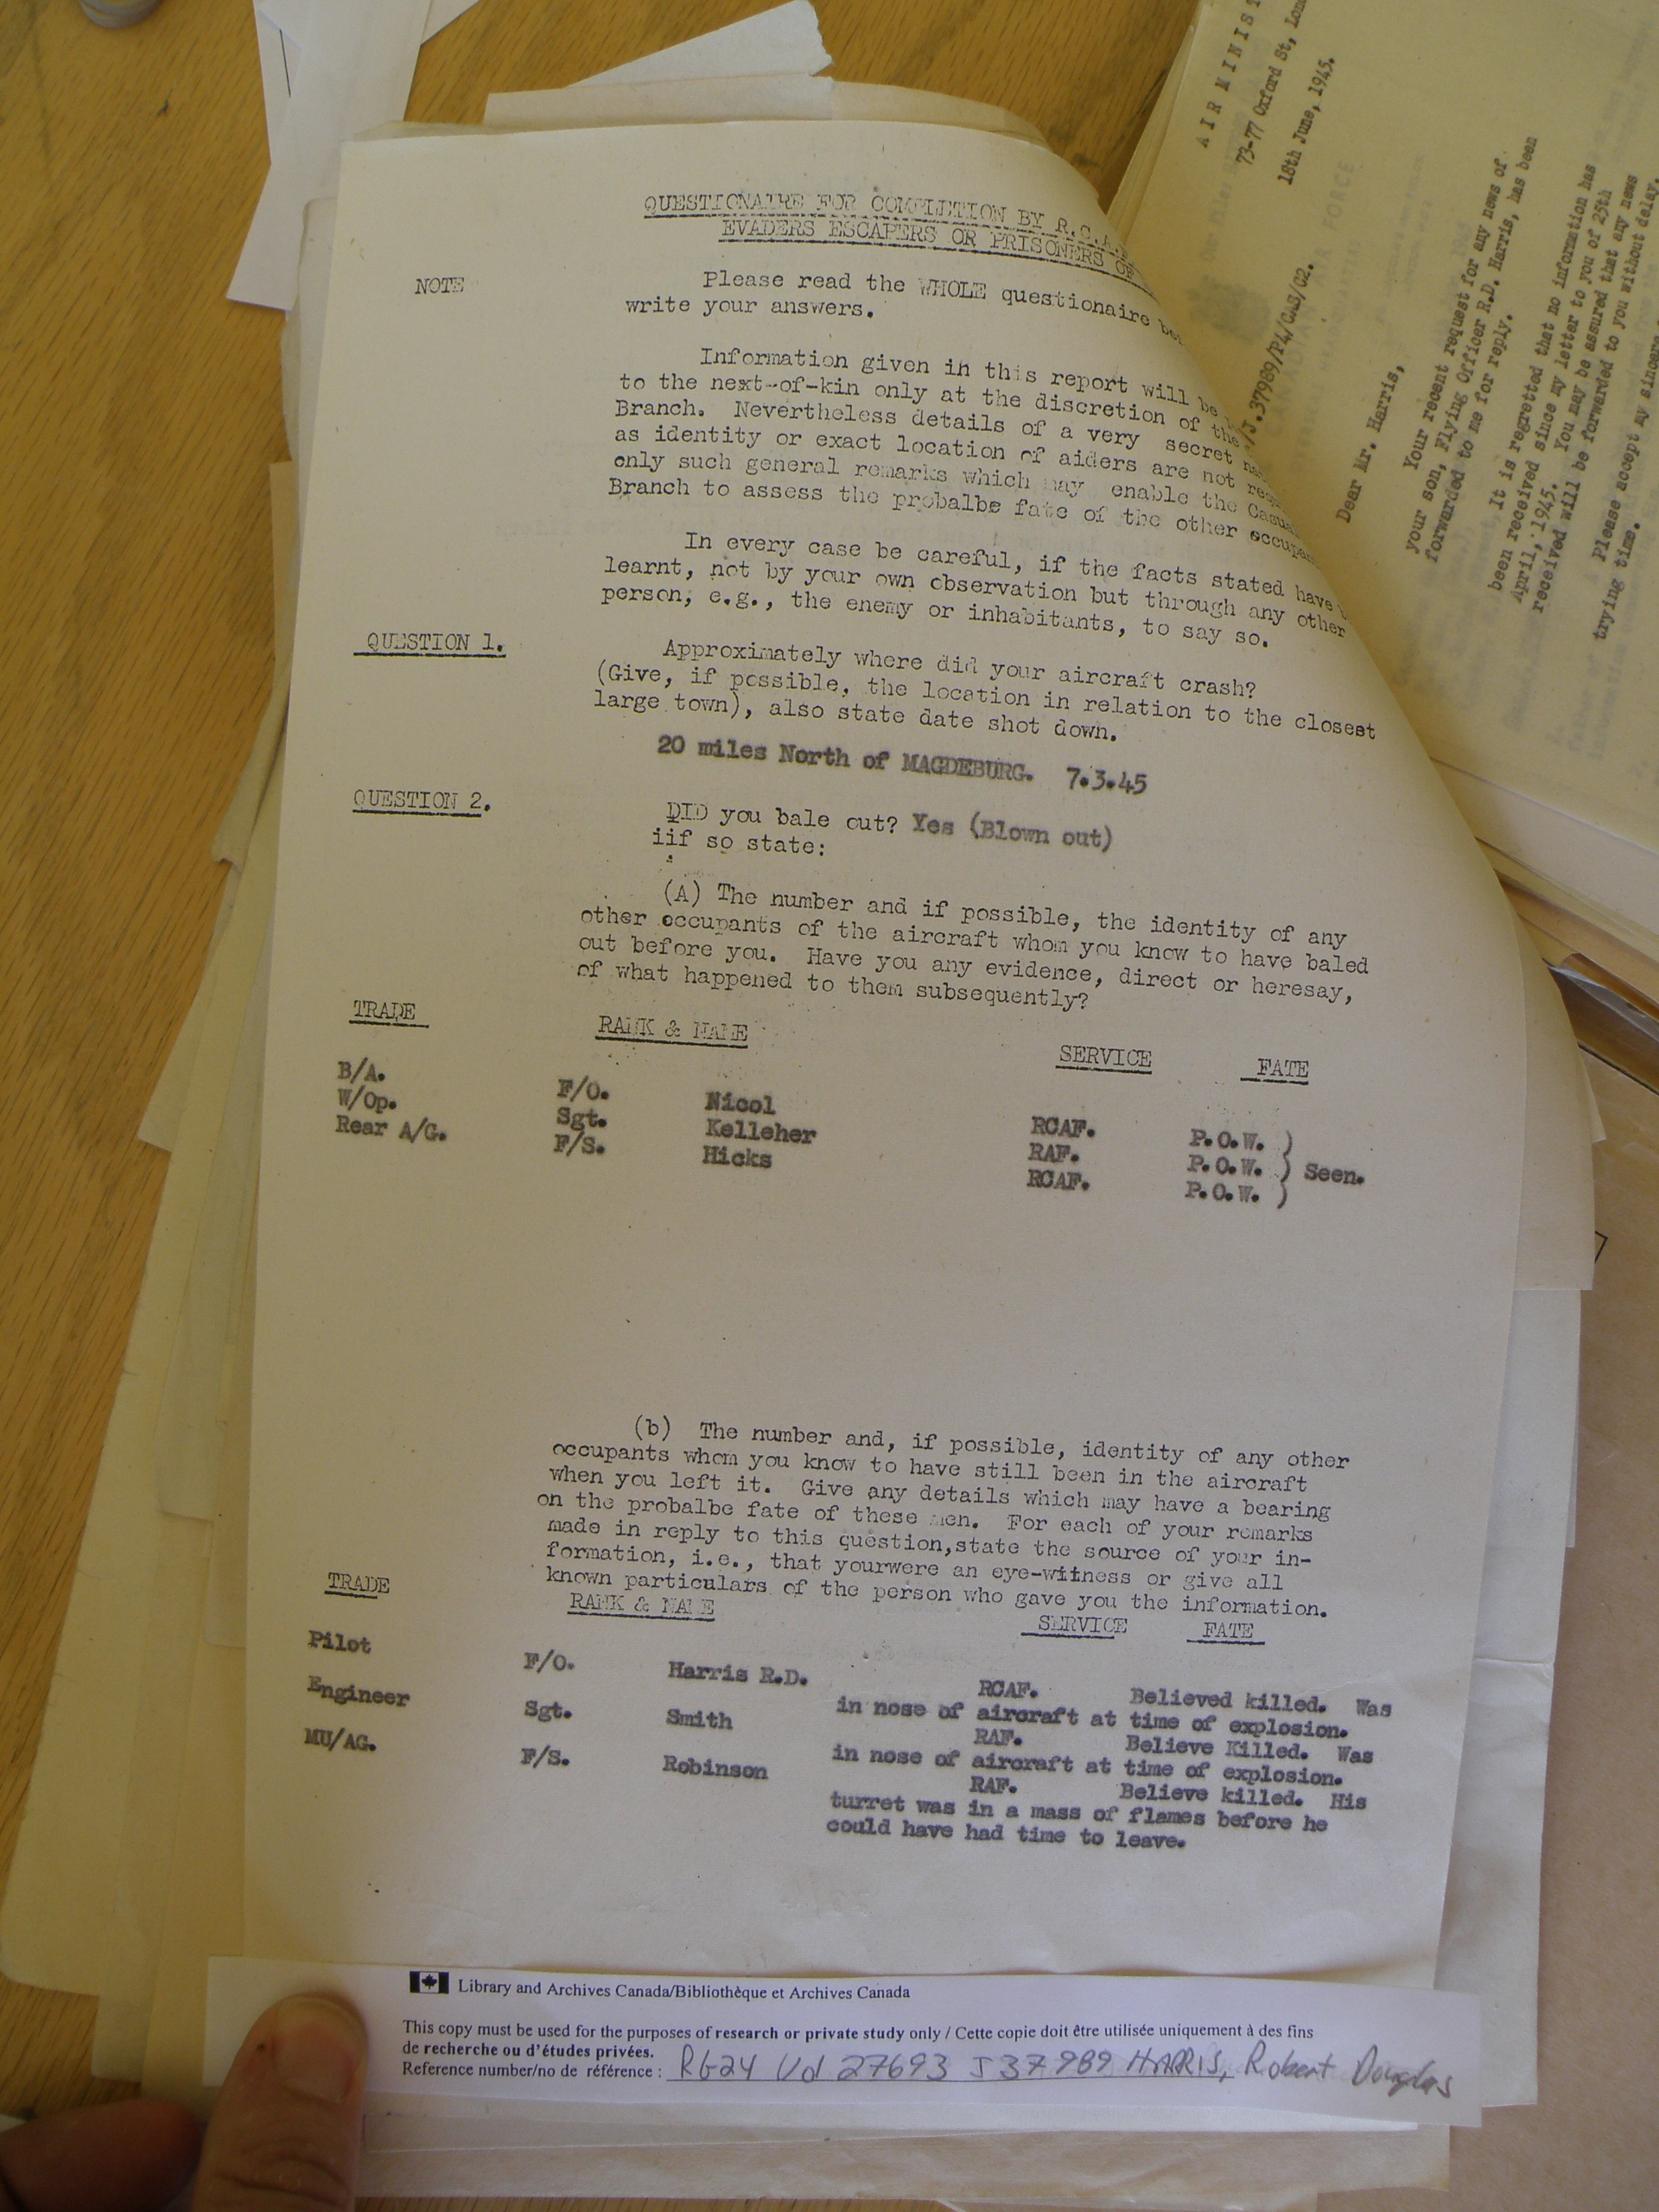 QUESTIONAIRE FOR COMPLETION BY R.C.A.
EVADERS ESCAPERS OR PRISONERS OF
NOTE
Please read the WHOLE questionaire
write your answers.
Information given in this report will be
to the next-of-kin only at the discretion of the
Branch. Nevertheless details of a very secret
as identity or exact location of aiders are not
only such general remarks which may enable the
Branch to assess the probalbe fate of the other
In every case be careful, if the facts stated have
learnt, not by your own observation but through any other
person, e.g., the enemy or inhabitants, to say so.
QUESTION 1.
Approximately where did your aircraft crash?
(Give, if possible, the location in relation to the closest
large town), also state date shot down.
20 miles North of MAGDEBURG. 7.3.45
QUESTION 2.
DID you bale out? Yes (Blown out)
iif so state:
(A) The number and if possible, the identity of any
other occupants of the aircraft whom you know to have baled
out before you. Have you any evidence, direct or heresay,
of what happened to them subsequently?
TRADE RANK & NAME SERVICE FATE
B/A. F/O. Nicol RCAF. P.O.W. )
W/Op. Sgt. Kelleher RAF. P.O.W. ) Seen.
Rear A/G. F/S. Hicks RCAF. P.O.W. )
(b) The number and, if possible, identity of any other
occupants whom you know to have still been in the aircraft
when you left it. Give any details which may have a bearing
on the probalbe fate of these men. For each of your remarks
made in reply to this question,state the source of your in-
formation, i.e., that yourwere an eye-witness or give all
known particulars of the person who gave you the information.
TRADE RANK & NAME SERVICE FATE
Pilot F/O. Harris R.D. RCAF. Believed killed. Was
in nose of aircraft at time of explosion.
Engineer Sgt. Smith RAF. Believe Killed. Was
in nose of aircraft at time of explosion.
MU/AG. F/S. Robinson RAF. Believe killed. His
turret was in a mass of flames before he
could have had time to leave.
AIR MINIST
73-77 Oxford St,
18th June, 1945.
/J.37989/P4/CAS/C2.
Dear Mr. Harris,
Your recent request for any news of
your son, Flying Officer R.D. Harris, has been
forwarded to me for reply.
It is regretted that no information has
been received since my letter to you of 25th
April, 1945. You may be assured that any news
received will be forwarded to you without delay.
Please accept my sincere
trying time.
Library and Archives Canada/Bibliothèque et Archives Canada
This copy must be used for the purposes of research or private study only / Cette copie doit être utilisée uniquement à des fins
de recherche ou d'études privées.
Reference number/no de référence : RG24 Vol 27693 J37989 HARRIS, Robert Douglas